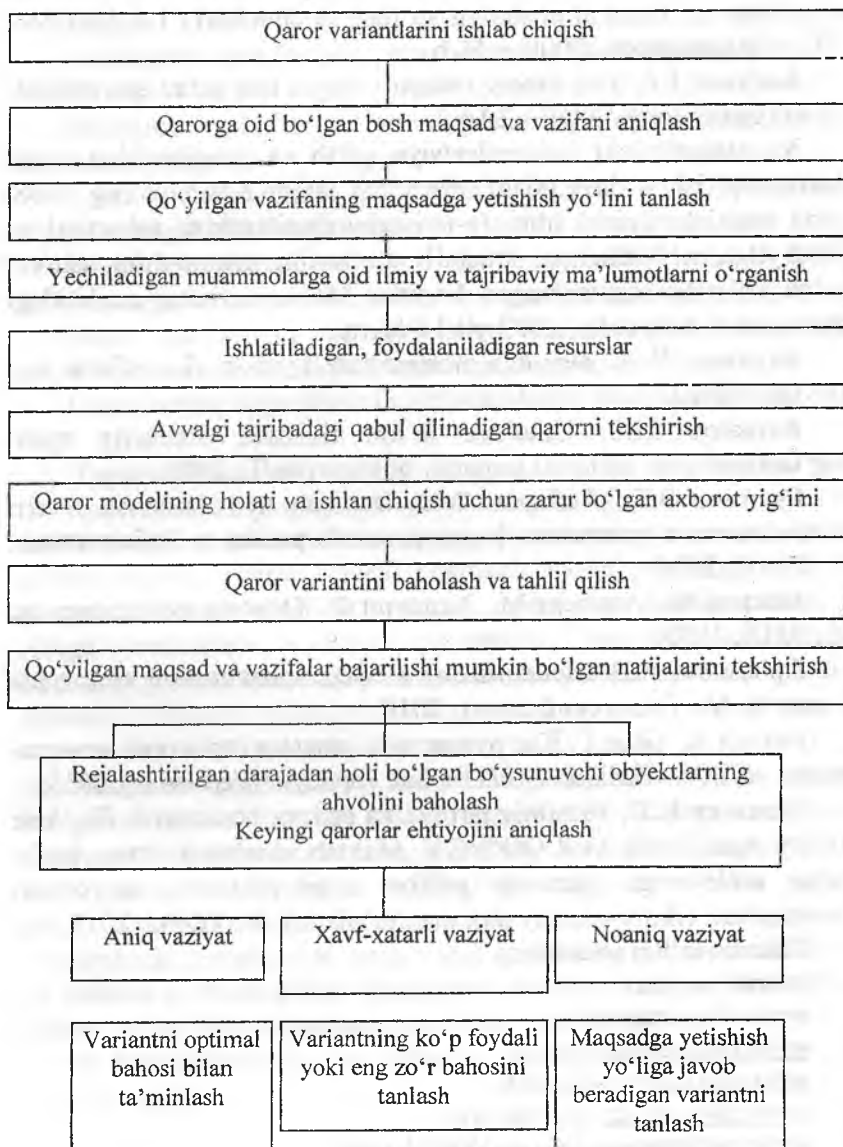 Qaror variantlarini ishlab chiqish
Qarorga oid bo‘lgan bosh maqsad va vazifani aniqlash
Qo‘yilgan vazifaning maqsadga yetishish yo‘lini tanlash
Yechiladigan muammolarga oid ilmiy va tajribaviy ma’lumotlarni o‘rganish
Ishlatiladigan, foydalaniladigan resurslar
Avvalgi tajribadagi qabul qilinadigan qarorni tekshirish
Qaror modelining holati va ishlan chiqish uchun zarur bo‘lgan axborot yig‘imi
Qaror variantini baholash va tahlil qilish
Qo‘yilgan maqsad va vazifalar bajarilishi mumkin bo‘lgan natijalarini tekshirish
Rejalashtirilgan darajadan holi bo‘lgan bo‘ysunuvchi obyektlarning
ahvolini baholash
Keyingi qarorlar ehtiyojini aniqlash
Aniq vaziyat
Xavf-xatarli vaziyat
Noaniq vaziyat
Variantni optimal
bahosi bilan
ta’minlash
Variantning ko‘p foydali
yoki eng zo‘r bahosini
tanlash
Maqsadga yetishish
yo‘liga javob
beradigan variantni
tanlash